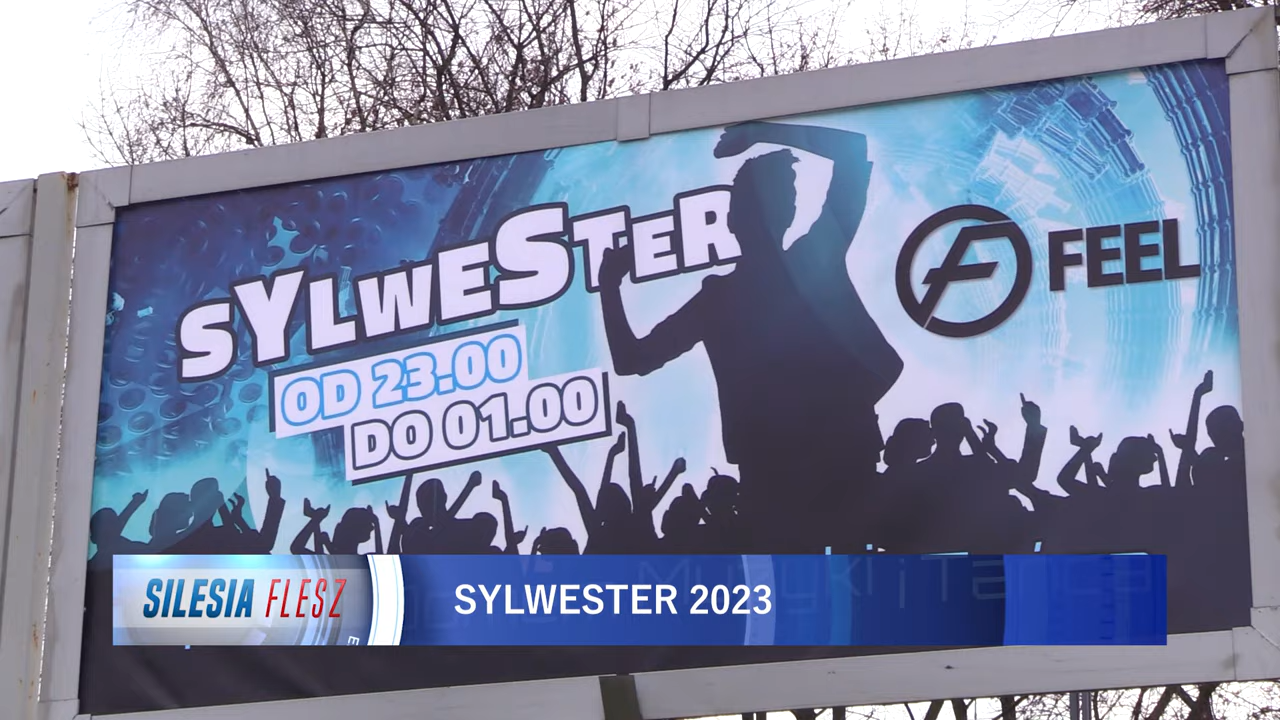 SYLWESTER
OD 23.00
DO 01.00
F FEEL
SILESIA FLESZ
SYLWESTER 2023